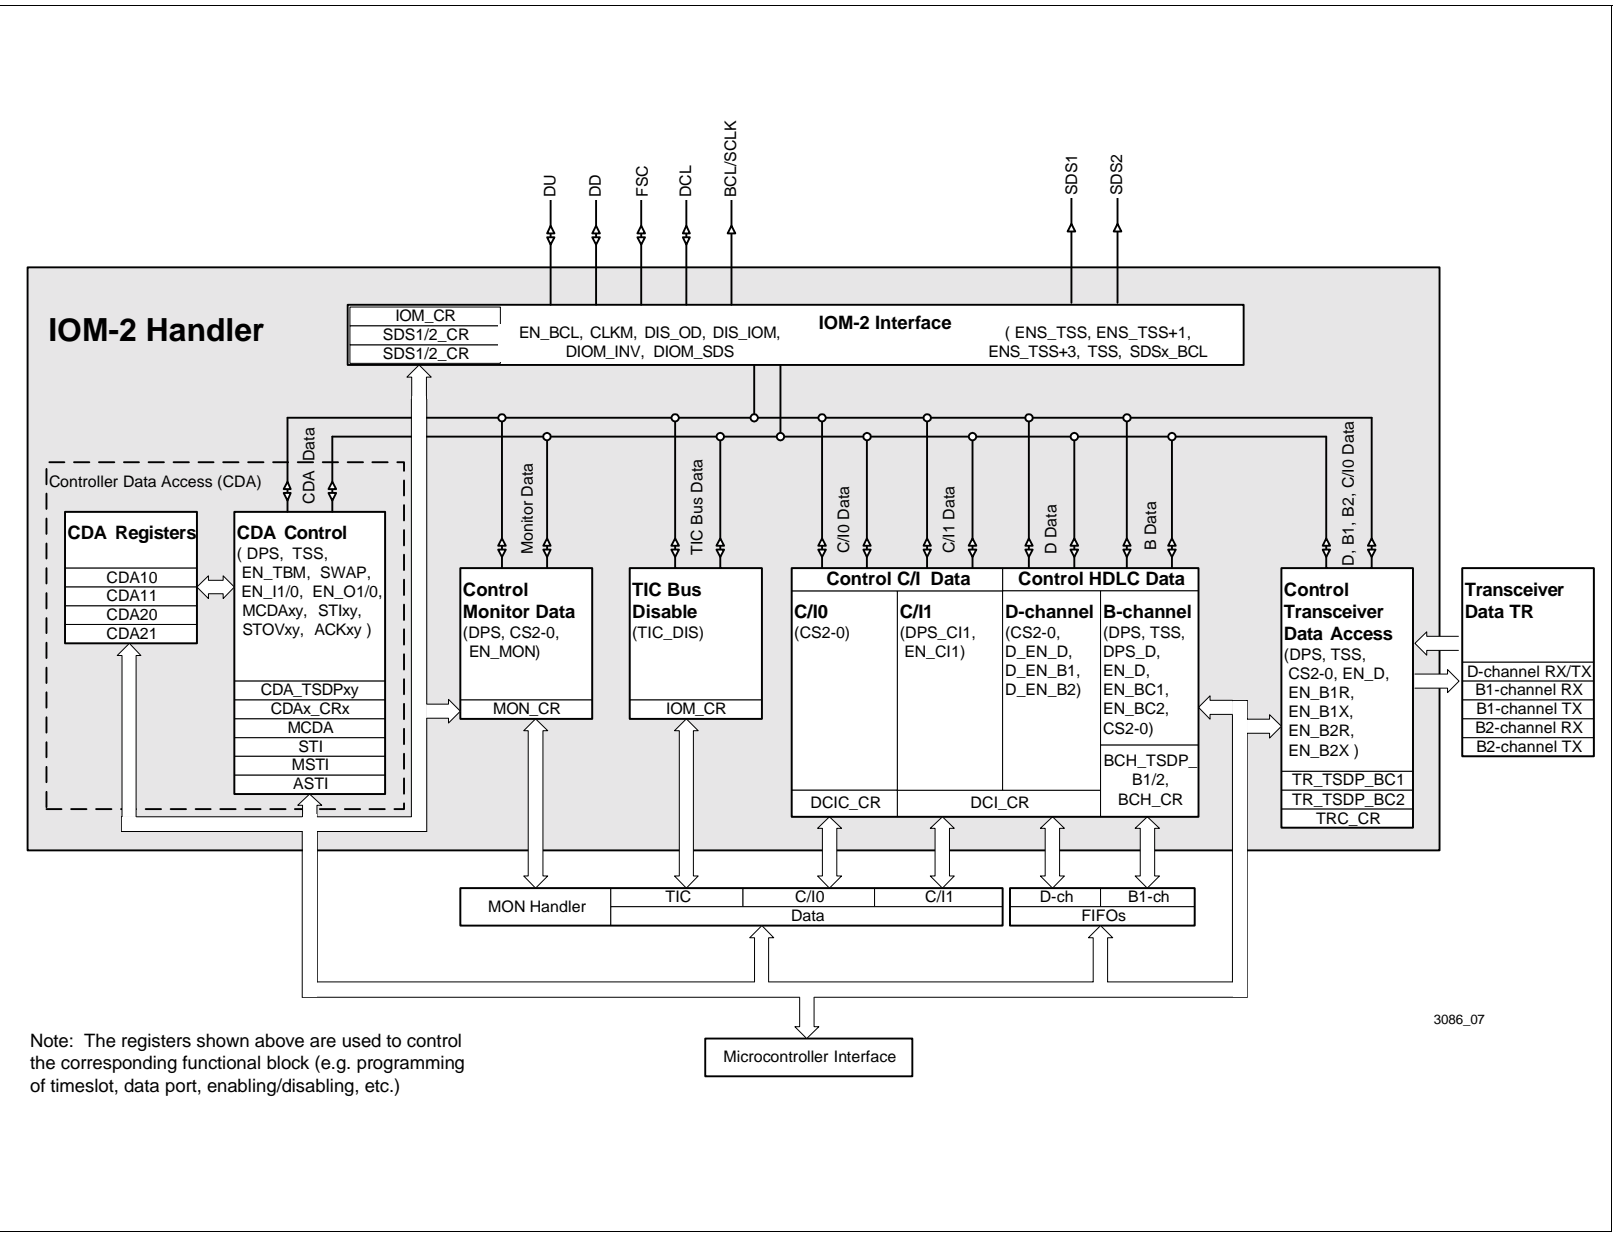 DU
DD
FSC
DCL
BCL/SCLK
SDS1
SDS2
IOM-2 Handler
IOM_CR
SDS1/2_CR
SDS1/2_CR
IOM-2 Interface
EN_BCL, CLKM, DIS_OD, DIS_IOM,
DIOM_INV, DIOM_SDS
( ENS_TSS, ENS_TSS+1,
ENS_TSS+3, TSS, SDSx_BCL
CDA Data
Monitor Data
TIC Bus Data
C/I0 Data
C/I1 Data
D Data
B Data
D, B1, B2, C/I0 Data
Controller Data Access (CDA)
CDA Registers
CDA10
CDA11
CDA20
CDA21
CDA Control
( DPS, TSS,
EN_TBM, SWAP,
EN_I1/0, EN_O1/0,
MCDAxy, STIxy,
STOVxy, ACKxy )
CDA_TSDPxy
CDAx_CRx
MCDA
STI
MSTI
ASTI
Control
Monitor Data
(DPS, CS2-0,
EN_MON)
MON_CR
TIC Bus
Disable
(TIC_DIS)
IOM_CR
Control C/I Data
C/I0
(CS2-0)
DCIC_CR
C/I1
(DPS_CI1,
EN_CI1)
DCI_CR
Control HDLC Data
D-channel
(CS2-0,
D_EN_D,
D_EN_B1,
D_EN_B2)
B-channel
(DPS, TSS,
DPS_D,
EN_D,
EN_BC1,
EN_BC2,
CS2-0)
BCH_TSDP_
B1/2,
BCH_CR
Control
Transceiver
Data Access
(DPS, TSS,
CS2-0, EN_D,
EN_B1R,
EN_B1X,
EN_B2R,
EN_B2X )
TR_TSDP_BC1
TR_TSDP_BC2
TRC_CR
Transceiver
Data TR
D-channel RX/TX
B1-channel RX
B1-channel TX
B2-channel RX
B2-channel TX
MON Handler
TIC
C/I0
C/I1
Data
D-ch
B1-ch
FIFOs
Microcontroller Interface
3086_07
Note: The registers shown above are used to control
the corresponding functional block (e.g. programming
of timeslot, data port, enabling/disabling, etc.)